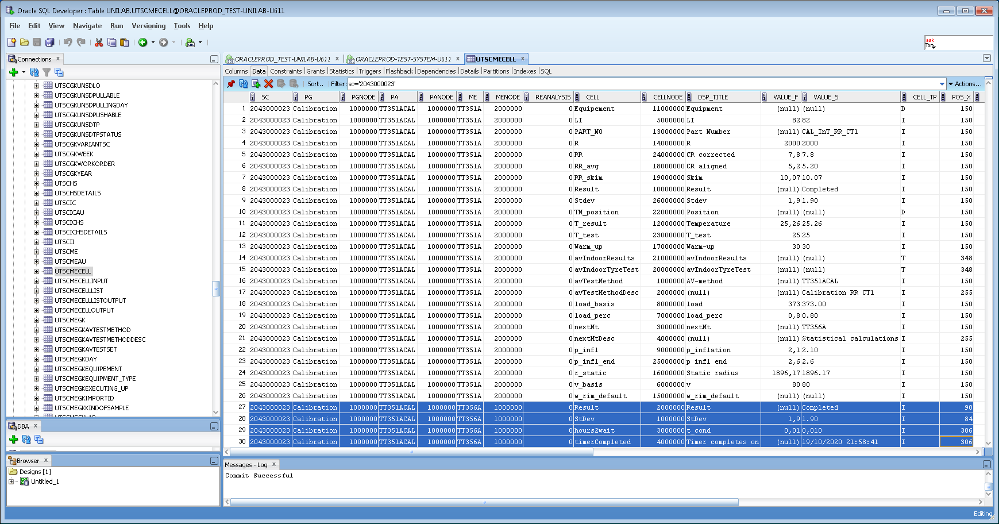 Oracle SQL Developer : Table UNILAB.UTSCMECELL@ORACLEPROD_TEST-UNILAB-U611
File Edit View Navigate Run Versioning Tools Help
ask
Tom
Connections
UTSCGKUNSDLO
UTSCGKUNSDPULLABLE
UTSCGKUNSDPULLINGDAY
UTSCGKUNSDPUSHABLE
UTSCGKUNSDTP
UTSCGKUNSDTPSTATUS
UTSCGKVARIANTSC
UTSCGKWEEK
UTSCGKWORKORDER
UTSCGKYEAR
UTSCHS
UTSCHSDETAILS
UTSCIC
UTSCICAU
UTSCICHS
UTSCICHSDETAILS
UTSCII
UTSCME
UTSCMEAU
UTSCMECELL
UTSCMECELLINPUT
UTSCMECELLLIST
UTSCMECELLLISTOUTPUT
UTSCMECELLOUTPUT
UTSCMEGK
UTSCMEGKAVTESTMETHOD
UTSCMEGKAVTESTMETHODDESC
UTSCMEGKAVTESTSET
UTSCMEGKDAY
UTSCMEGKEQUIPEMENT
UTSCMEGKEQUIPMENT_TYPE
UTSCMEGKEXECUTING_UP
UTSCMEGKIMPORTID
UTSCMEGKKINDOFSAMPLE
DBA
Browser
Designs [1]
Untitled_1
ORACLEPROD_TEST-UNILAB-U611 ORACLEPROD-TEST-SYSTEM-U611 UTSCMECELL
Columns Data Constraints Grants Statistics Triggers Flashback Dependencies Details Partitions Indexes SQL
Sort.. Filter: sc='2043000023' Actions...
SC PG PGNODE PA PANODE ME MENODE REANALYSIS CELL CELLNODE DSP_TITLE VALUE_F VALUE_S CELL_TP POS_X
1 2043000023 Calibration 1000000 TT351ACAL 1000000 TT351A 2000000 0 Equipement 11000000 Equipment (null) (null) D 150
2 2043000023 Calibration 1000000 TT351ACAL 1000000 TT351A 2000000 0 LI 5000000 LI 82 82 I 150
3 2043000023 Calibration 1000000 TT351ACAL 1000000 TT351A 2000000 0 PART_NO 13000000 Part Number (null) CAL_InT_RR_CT1 I 150
4 2043000023 Calibration 1000000 TT351ACAL 1000000 TT351A 2000000 0 R 14000000 R 2000 2000 I 150
5 2043000023 Calibration 1000000 TT351ACAL 1000000 TT351A 2000000 0 RR 24000000 CR corrected 7,8 7.8 I 150
6 2043000023 Calibration 1000000 TT351ACAL 1000000 TT351A 2000000 0 RR_avg 18000000 CR aligned 5,2 5.20 I 150
7 2043000023 Calibration 1000000 TT351ACAL 1000000 TT351A 2000000 0 RR_skim 19000000 Skim 10,07 10.07 I 150
8 2043000023 Calibration 1000000 TT351ACAL 1000000 TT351A 2000000 0 Result 10000000 Result (null) Completed I 150
9 2043000023 Calibration 1000000 TT351ACAL 1000000 TT351A 2000000 0 Stdev 26000000 Stdev 1,9 1.90 I 150
10 2043000023 Calibration 1000000 TT351ACAL 1000000 TT351A 2000000 0 TM_position 22000000 Position (null) (null) D 150
11 2043000023 Calibration 1000000 TT351ACAL 1000000 TT351A 2000000 0 T_result 12000000 Temperature 25,26 25.26 I 150
12 2043000023 Calibration 1000000 TT351ACAL 1000000 TT351A 2000000 0 T_test 23000000 T_test 25 25 I 150
13 2043000023 Calibration 1000000 TT351ACAL 1000000 TT351A 2000000 0 Warm_up 17000000 Warm-up 30 30 I 150
14 2043000023 Calibration 1000000 TT351ACAL 1000000 TT351A 2000000 0 avIndoorResults 21000000 avIndoorResults (null) (null) T 348
15 2043000023 Calibration 1000000 TT351ACAL 1000000 TT351A 2000000 0 avIndoorTyreTest 20000000 avIndoorTyreTest (null) (null) T 348
16 2043000023 Calibration 1000000 TT351ACAL 1000000 TT351A 2000000 0 avTestMethod 1000000 AV-method (null) TT351ACAL I 150
17 2043000023 Calibration 1000000 TT351ACAL 1000000 TT351A 2000000 0 avTestMethodDesc 2000000 (null) (null) Calibration RR CT1 I 255
18 2043000023 Calibration 1000000 TT351ACAL 1000000 TT351A 2000000 0 load_basis 8000000 load 373 373.00 I 150
19 2043000023 Calibration 1000000 TT351ACAL 1000000 TT351A 2000000 0 load_perc 7000000 load_perc 0,8 0.80 I 150
20 2043000023 Calibration 1000000 TT351ACAL 1000000 TT351A 2000000 0 nextMt 3000000 nextMt (null) TT356A I 150
21 2043000023 Calibration 1000000 TT351ACAL 1000000 TT351A 2000000 0 nextMtDesc 4000000 (null) (null) Statistical calculations I 255
22 2043000023 Calibration 1000000 TT351ACAL 1000000 TT351A 2000000 0 p_infl 9000000 p_inflation 2,1 2.10 I 150
23 2043000023 Calibration 1000000 TT351ACAL 1000000 TT351A 2000000 0 p_infl_end 25000000 p infl end 2,6 2.6 I 150
24 2043000023 Calibration 1000000 TT351ACAL 1000000 TT351A 2000000 0 r_static 16000000 Static radius 1896,17 1896.17 I 150
25 2043000023 Calibration 1000000 TT351ACAL 1000000 TT351A 2000000 0 v_basis 6000000 v 80 80 I 150
26 2043000023 Calibration 1000000 TT351ACAL 1000000 TT351A 2000000 0 w_rim_default 15000000 w_rim_default (null) (null) I 150
27 2043000023 Calibration 1000000 TT351ACAL 1000000 TT356A 1000000 0 Result 2000000 Result (null) Completed I 90
28 2043000023 Calibration 1000000 TT351ACAL 1000000 TT356A 1000000 0 StDev 1000000 StDev 1,9 1.90 I 84
29 2043000023 Calibration 1000000 TT351ACAL 1000000 TT356A 1000000 0 hours2wait 3000000 t_cond 0,01 0,010 I 306
30 2043000023 Calibration 1000000 TT351ACAL 1000000 TT356A 1000000 0 timerCompleted 4000000 Timer completes on (null) 19/10/2020 21:58:41 I 306
Messages - Log
Commit Successful
Editing